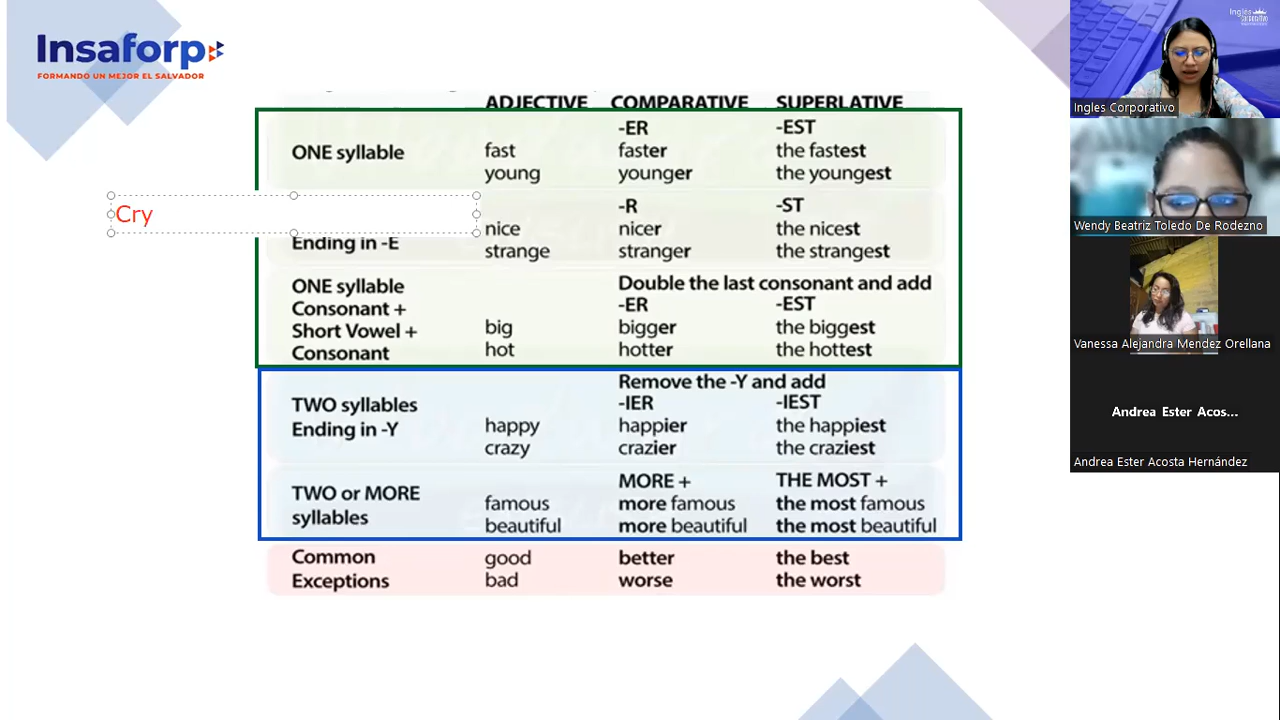 Insaforp
FORMANDO UN MEJOR EL SALVADOR
ADJECTIVE COMPARATIVE SUPERLATIVE
-ER -EST
ONE syllable fast faster the fastest
young younger the youngest
Cry
-R -ST
nice nicer the nicest
Ending in -E strange stranger the strangest
ONE syllable Double the last consonant and add
Consonant + -ER -EST
Short Vowel + big bigger the biggest
Consonant hot hotter the hottest
Remove the -Y and add
TWO syllables -IER -IEST
Ending in -Y happy happier the happiest
crazy crazier the craziest
MORE + THE MOST +
TWO or MORE famous more famous the most famous
syllables beautiful more beautiful the most beautiful
Common good better the best
Exceptions bad worse the worst
Ingles Corporativo
Wendy Beatriz Toledo De Rodezno
Vanessa Alejandra Mendez Orellana
Andrea Ester Acos...
Andrea Ester Acosta Hernández